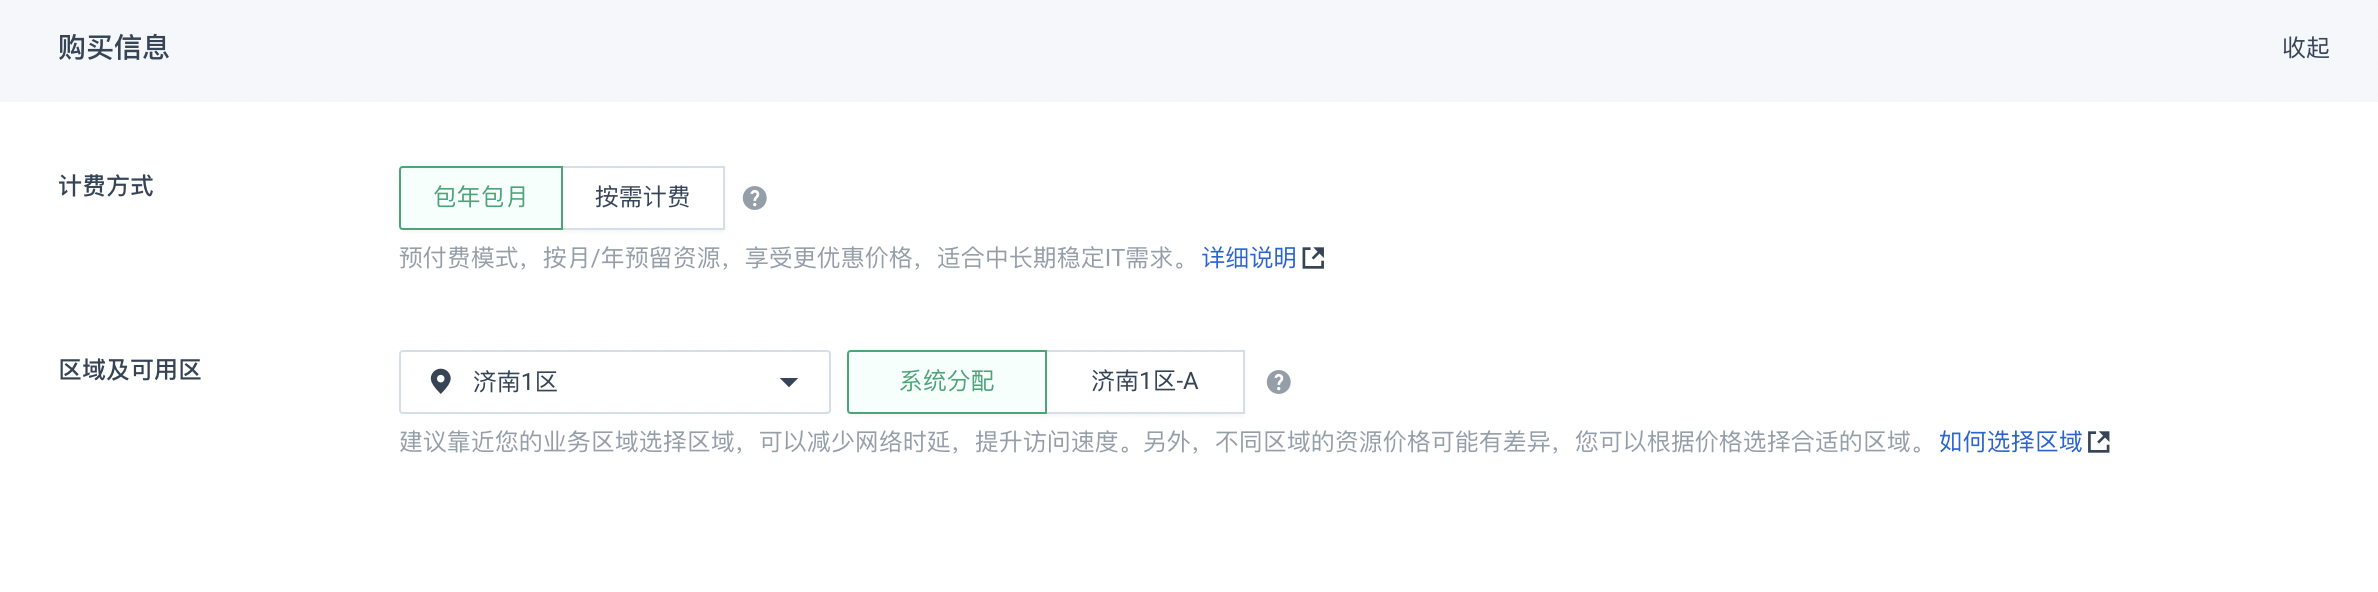 购买信息
收起
计费方式
包年包月
按需计费
预付费模式，按月/年预留资源，享受更优惠价格，适合中长期稳定IT需求。 详细说明
区域及可用区
济南1区
系统分配
济南1区-A
建议靠近您的业务区域选择区域，可以减少网络时延，提升访问速度。另外，不同区域的资源价格可能有差异，您可以根据价格选择合适的区域。 如何选择区域